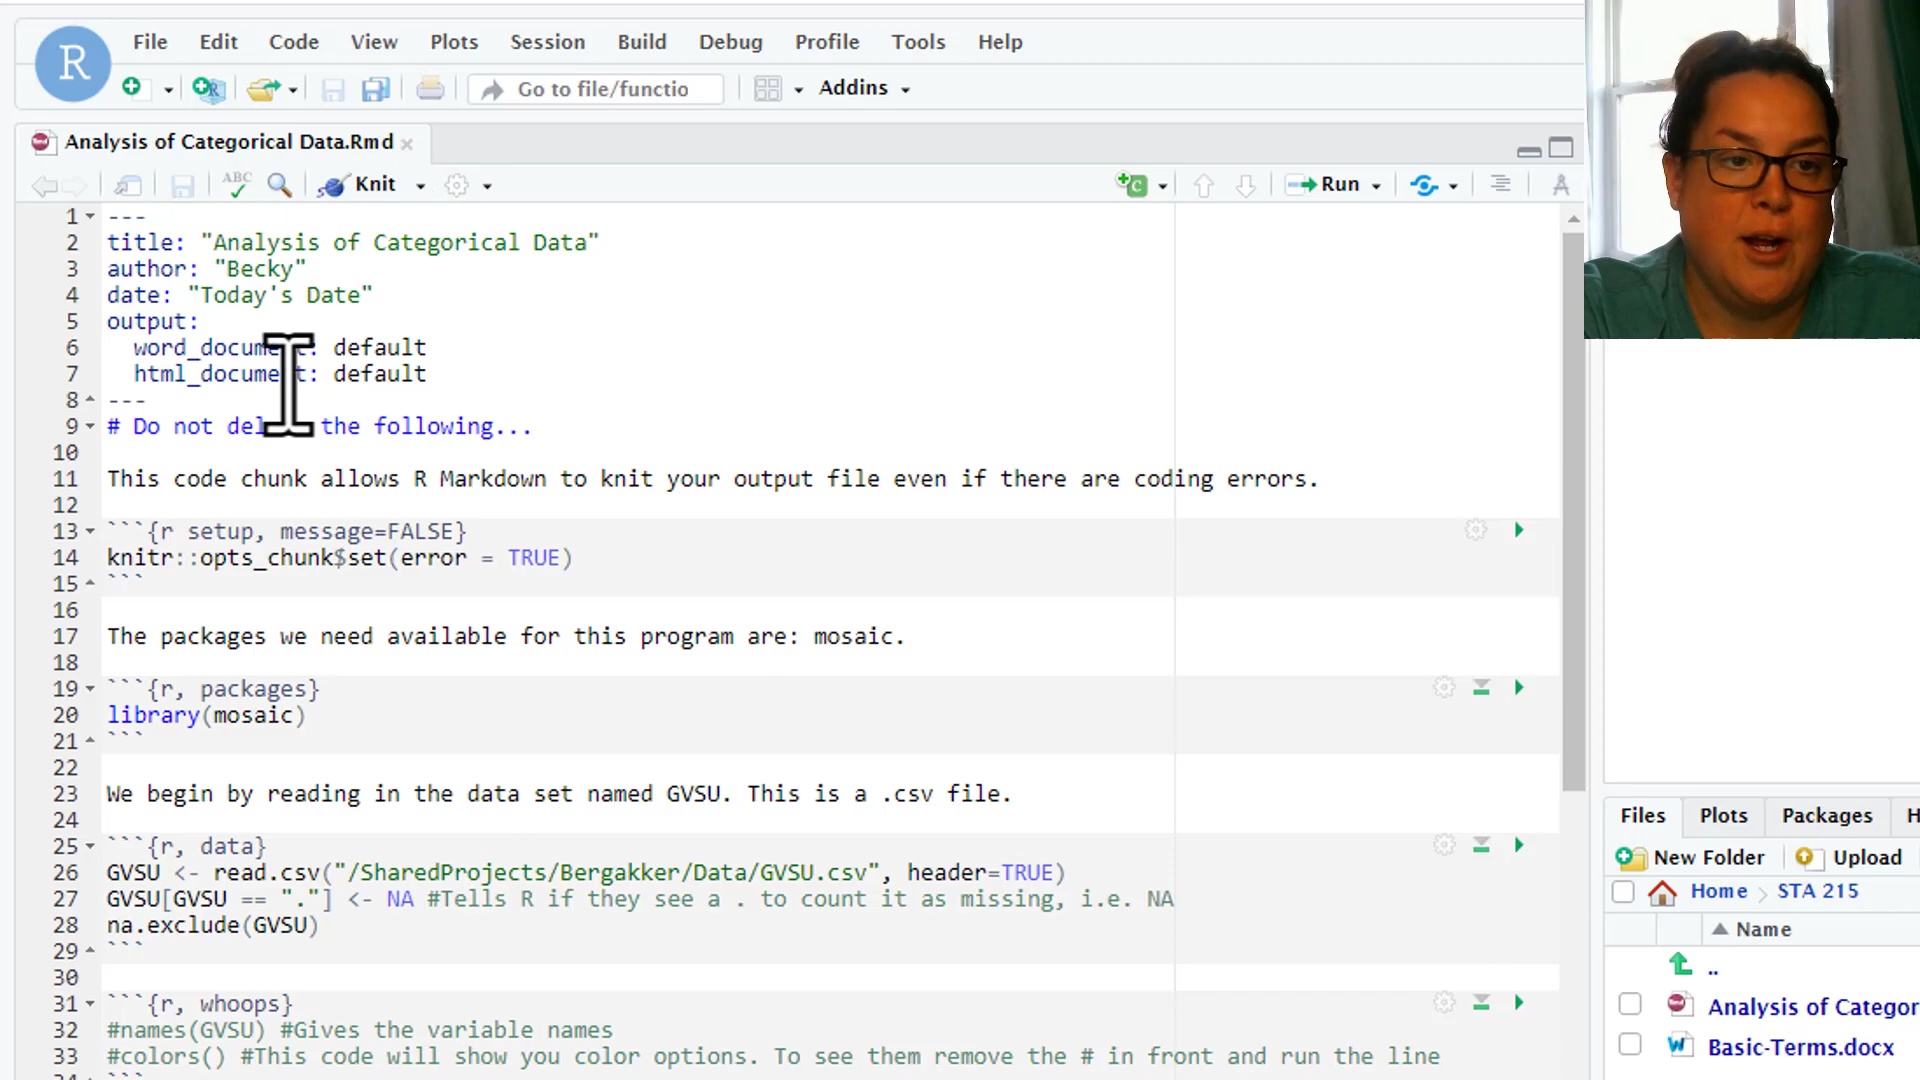 R
File Edit Code View Plots Session Build Debug Profile Tools Help
Go to file/functio Addins
Analysis of Categorical Data.Rmd
ABC Knit Run
1 ---
2 title: "Analysis of Categorical Data"
3 author: "Becky"
4 date: "Today's Date"
5 output:
6 word_document: default
7 html_document: default
8 ---
9 # Do not del the following...
10
11 This code chunk allows R Markdown to knit your output file even if there are coding errors.
12
13 ```{r setup, message=FALSE}
14 knitr::opts_chunk$set(error = TRUE)
15 ```
16
17 The packages we need available for this program are: mosaic.
18
19 ```{r, packages}
20 library(mosaic)
21 ```
22
23 We begin by reading in the data set named GVSU. This is a .csv file.
24
25 ```{r, data}
26 GVSU <- read.csv("/SharedProjects/Bergakker/Data/GVSU.csv", header=TRUE)
27 GVSU[GVSU == "."] <- NA #Tells R if they see a . to count it as missing, i.e. NA
28 na.exclude(GVSU)
29 ```
30
31 ```{r, whoops}
32 #names(GVSU) #Gives the variable names
33 #colors() #This code will show you color options. To see them remove the # in front and run the line
Files Plots Packages H
New Folder Upload
Home > STA 215
Name
..
Analysis of Categor
Basic-Terms.docx